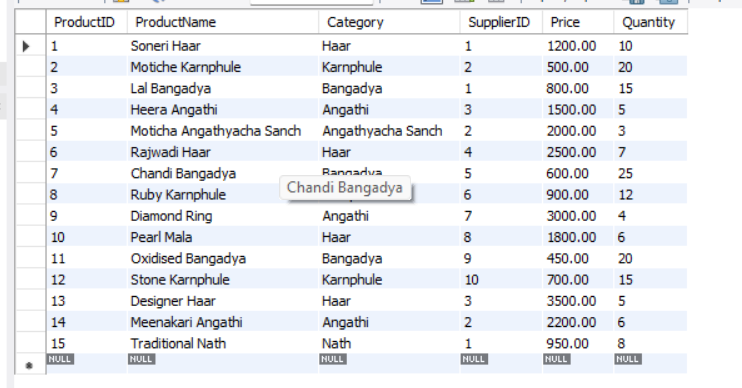 ProductID ProductName Category SupplierID Price Quantity
1 Soneri Haar Haar 1 1200.00 10
2 Motiche Karnphule Karnphule 2 500.00 20
3 Lal Bangadya Bangadya 1 800.00 15
4 Heera Angathi Angathi 3 1500.00 5
5 Moticha Angathyacha Sanch Angathyacha Sanch 2 2000.00 3
6 Rajwadi Haar Haar 4 2500.00 7
7 Chandi Bangadya Bangadya 5 600.00 25
Chandi Bangadya
8 Ruby Karnphule 6 900.00 12
9 Diamond Ring Angathi 7 3000.00 4
10 Pearl Mala Haar 8 1800.00 6
11 Oxidised Bangadya Bangadya 9 450.00 20
12 Stone Karnphule Karnphule 10 700.00 15
13 Designer Haar Haar 3 3500.00 5
14 Meenakari Angathi Angathi 2 2200.00 6
15 Traditional Nath Nath 1 950.00 8
NULL NULL NULL NULL NULL NULL